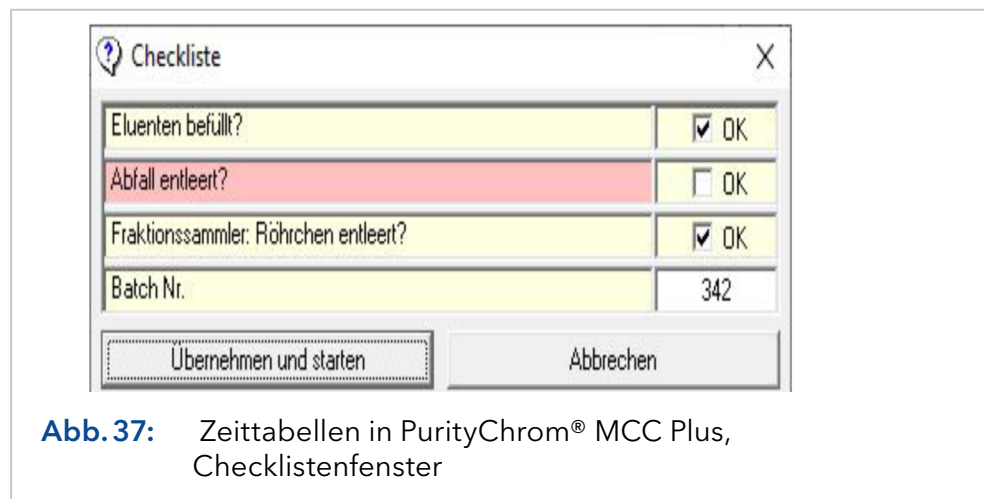 Checkliste
Eluenten befüllt? OK
Abfall entleert? OK
Fraktionssammler: Röhrchen entleert? OK
Batch Nr. 342
Übernehmen und starten Abbrechen
Abb. 37: Zeittabellen in PurityChrom® MCC Plus,
Checklistenfenster